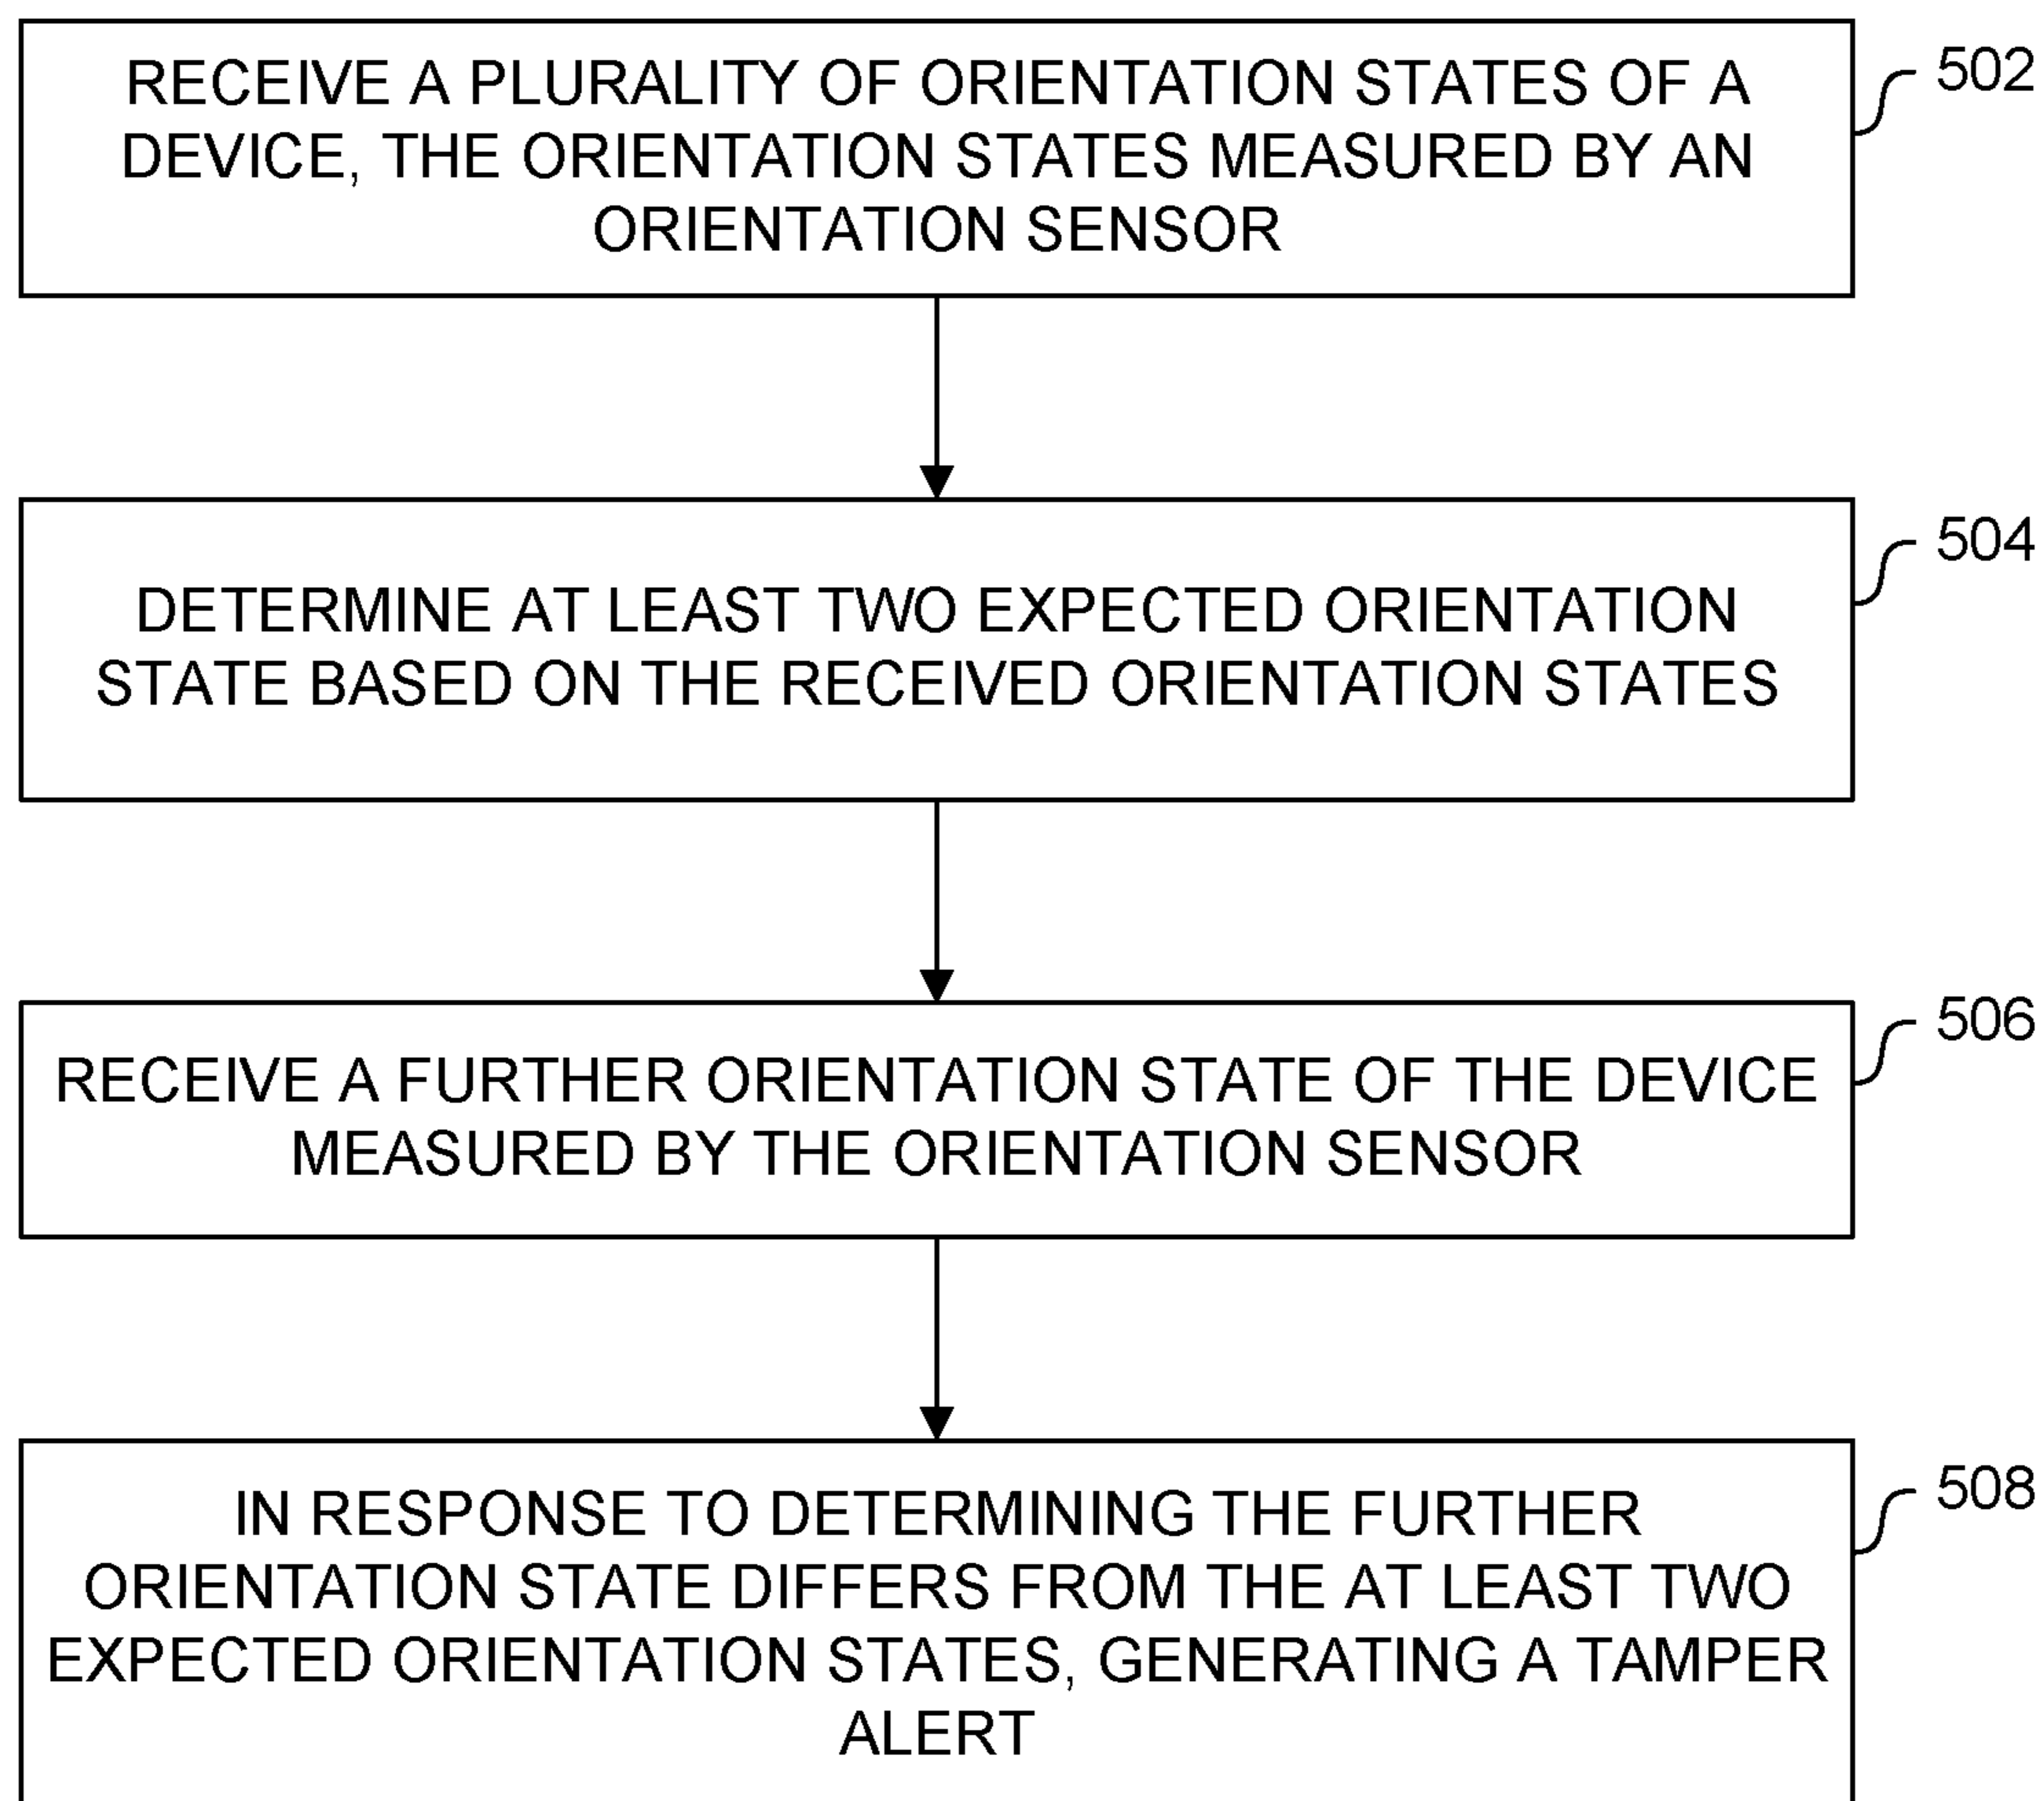 RECEIVE A PLURALITY OF ORIENTATION STATES OF A
DEVICE, THE ORIENTATION STATES MEASURED BY AN
ORIENTATION SENSOR
502
DETERMINE AT LEAST TWO EXPECTED ORIENTATION
STATE BASED ON THE RECEIVED ORIENTATION STATES
504
RECEIVE A FURTHER ORIENTATION STATE OF THE DEVICE
MEASURED BY THE ORIENTATION SENSOR
506
IN RESPONSE TO DETERMINING THE FURTHER
ORIENTATION STATE DIFFERS FROM THE AT LEAST TWO
EXPECTED ORIENTATION STATES, GENERATING A TAMPER
ALERT
508